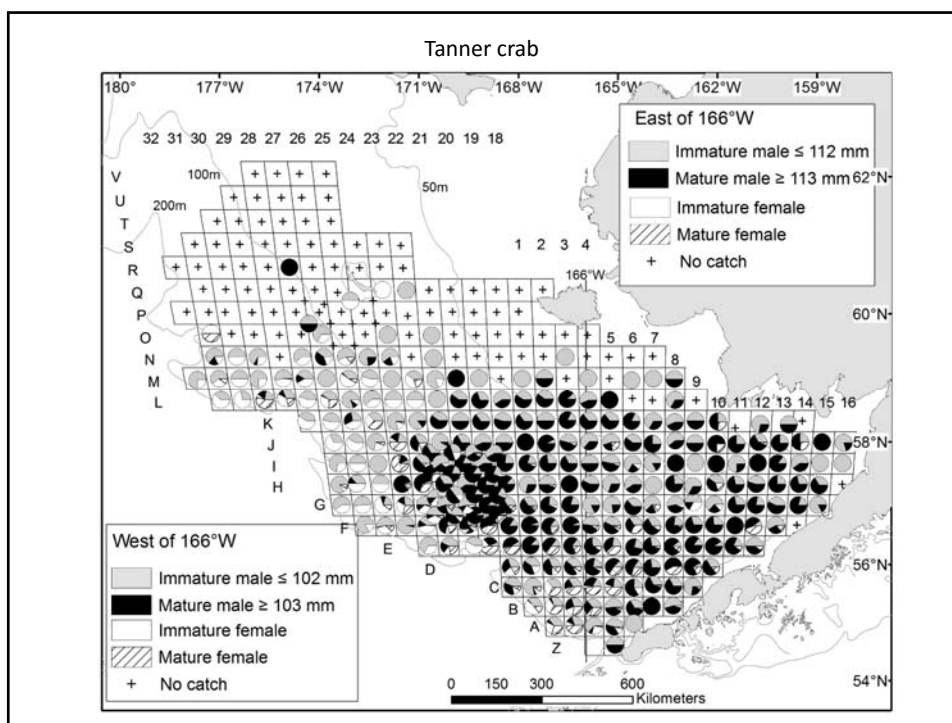 Tanner crab
180° 177°W 174°W 171°W 168°W 165°W 162°W 159°W
East of 166°W
Immature male ≤ 112 mm
Mature male ≥ 113 mm
Immature female
Mature female
+ No catch
32 31 30 29 28 27 26 25 24 23 22 21 20 19 18
62°N
V
100m
50m
U
200m
T
S
1 2 3 4
R
166°W
Q
P
60°N
O
5 6 7
N
8
M
9
L
10 11 12 13 14 15 16
K
58°N
J
I
H
G
F
E
D
56°N
C
B
A
Z
54°N
West of 166°W
Immature male ≤ 102 mm
Mature male ≥ 103 mm
Immature female
Mature female
+ No catch
0 150 300 600
Kilometers